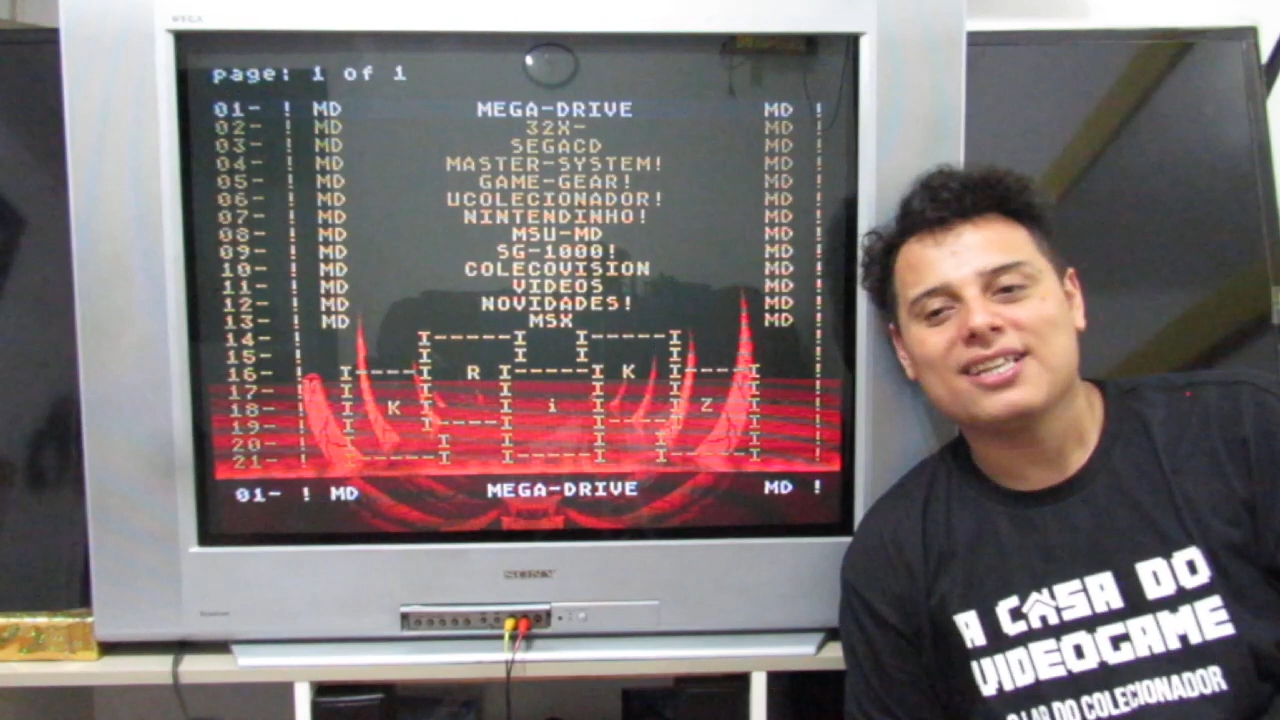 WEGA
page: 1 of 1
01- ! MD MEGA-DRIVE MD !
02- ! MD 32X- MD !
03- ! MD SEGACD MD !
04- ! MD MASTER-SYSTEM! MD !
05- ! MD GAME-GEAR! MD !
06- ! MD UCOLECIONADOR! MD !
07- ! MD NINTENDINHO! MD !
08- ! MD MSU-MD MD !
09- ! MD SG-1000! MD !
10- ! MD COLECOVISION MD !
11- ! MD VIDEOS MD !
12- ! MD NOVIDADES! MD !
13- ! MD MSX MD !
14- ! I-----I I-----I !
15- ! I I I I !
16- ! I----I R I-----I K I----I !
17- ! I I I I I I !
18- ! I K I I i I I Z I !
19- ! I I---I I---I I !
20- ! I I I I I I !
21- ! I-----I I-----I I-----I !
01- ! MD MEGA-DRIVE MD !
SONY
A CASA DO
VIDEOGAME
DO COLECIONADOR